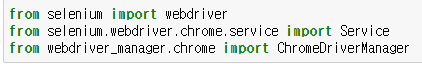 from selenium import webdriver
from selenium.webdriver.chrome.service import Service
from webdriver_manager.chrome import ChromeDriverManager